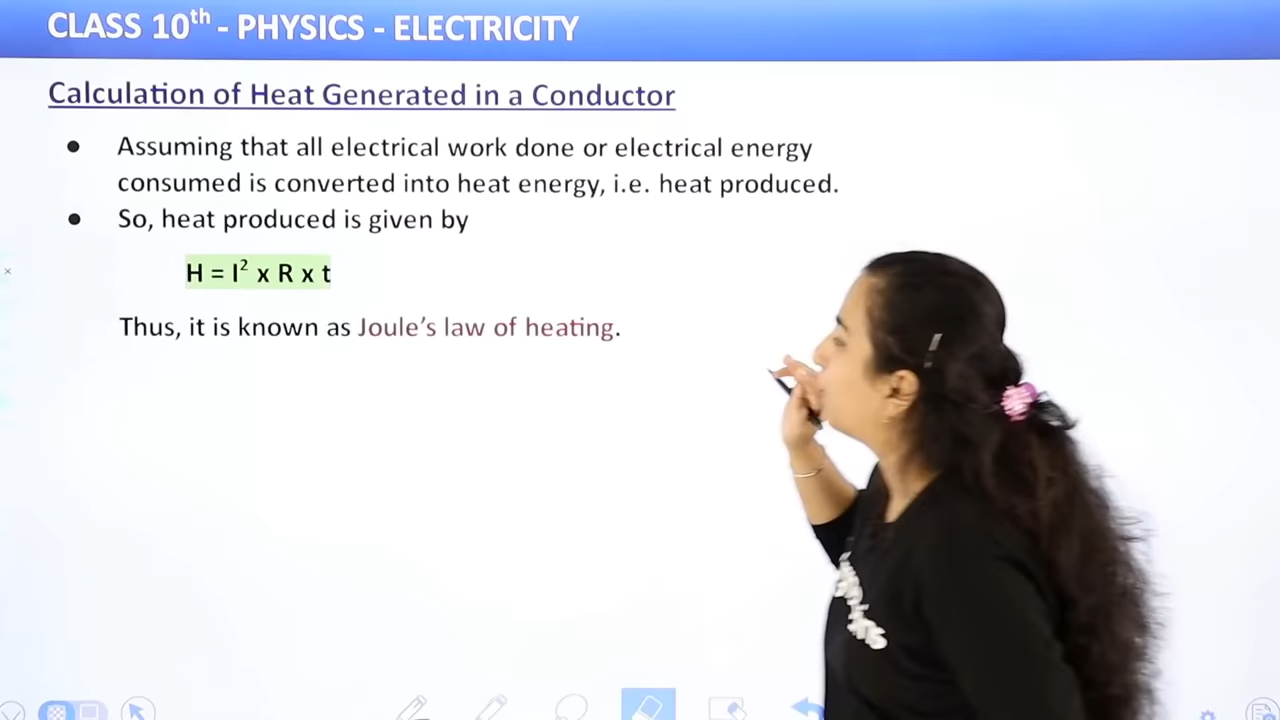 CLASS 10th - PHYSICS - ELECTRICITY
Calculation of Heat Generated in a Conductor
● Assuming that all electrical work done or electrical energy
consumed is converted into heat energy, i.e. heat produced.
● So, heat produced is given by
H = I² x R x t
Thus, it is known as Joule's law of heating.